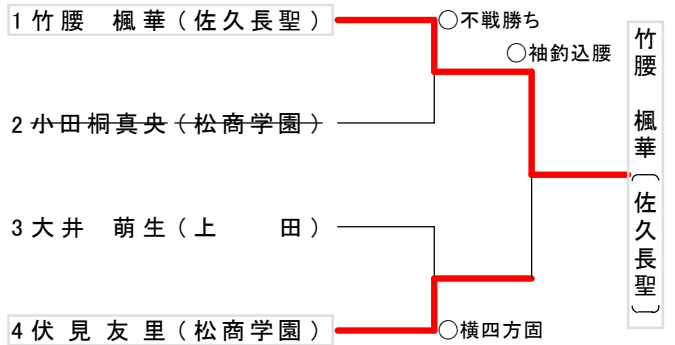 1 竹腰 楓華(佐久長聖)
○不戦勝ち
○袖釣込腰
2 小田桐真央(松商学園)
3 大井 萌生(上 田)
4 伏見友里(松商学園)
○横四方固
竹腰 楓華(佐久長聖)